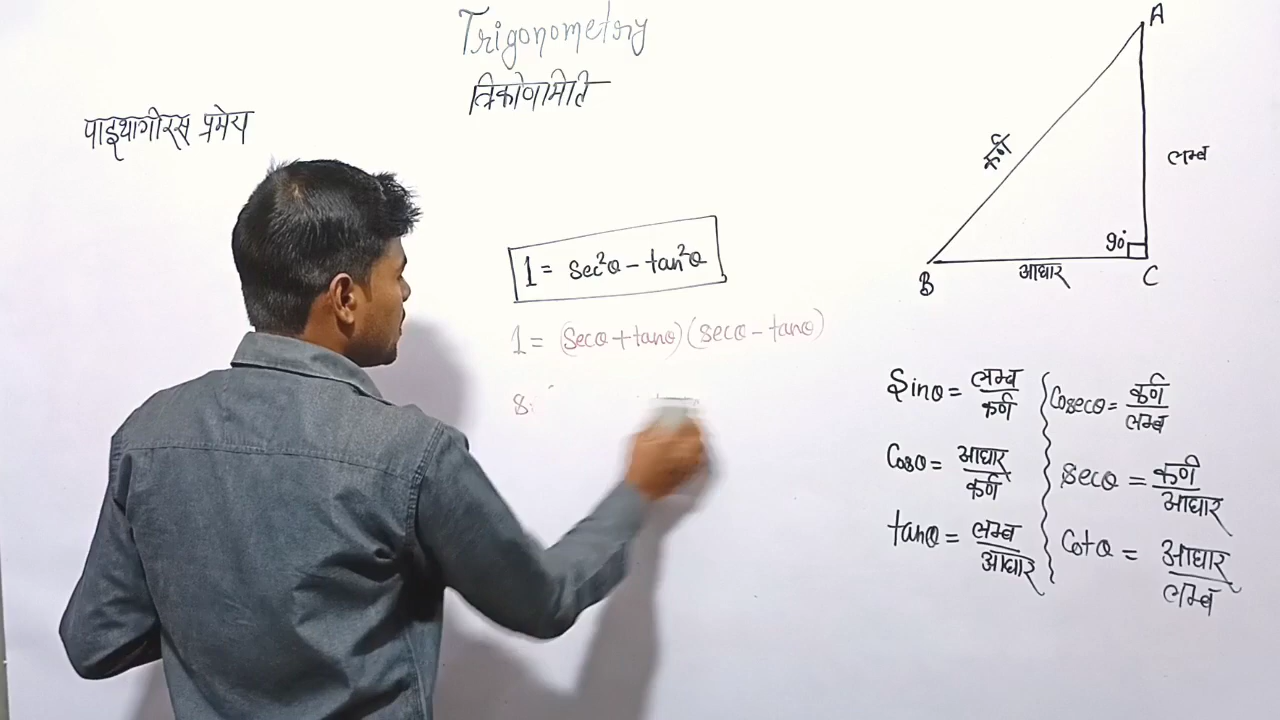 Trigonometry
त्रिकोणमिति
पाइथागोरस प्रमेय
1 = sec²θ - tan²θ
1 = (secθ + tanθ) (secθ - tanθ)
A
कर्ण
लम्ब
90°
B
आधार
C
Sinθ = लम्ब/कर्ण
Cosecθ = कर्ण/लम्ब
Cosθ = आधार/कर्ण
secθ = कर्ण/आधार
tanθ = लम्ब/आधार
Cotθ = आधार/लम्ब